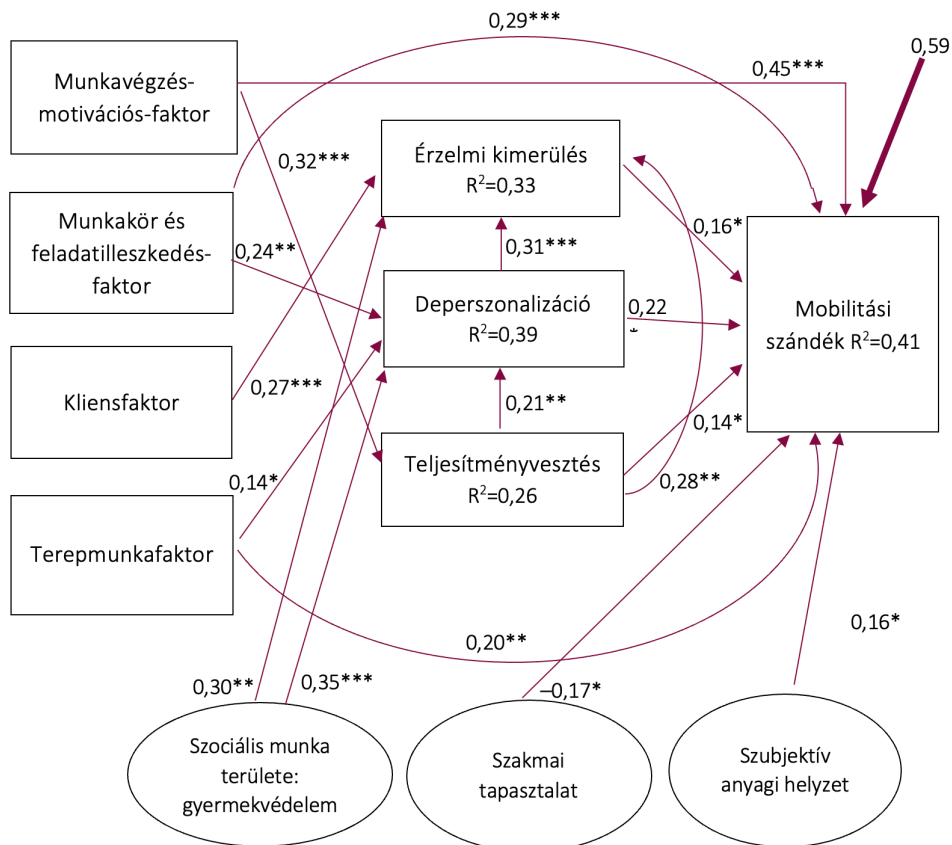 0,29***
0,59
Munkavégzés-
motivációs-faktor
0,45***
0,32***
Érzelmi kimerülés
R²=0,33
Munkakör és
feladatilleszkedés-
faktor
0,24**
0,16*
0,31***
Deperszonalizáció
R²=0,39
0,22
*
Mobilitási
szándék R²=0,41
Kliensfaktor
0,27***
0,21**
0,14*
Teljesítményvesztés
R²=0,26
0,28**
0,14*
Terepmunkafaktor
0,20**
0,16*
0,30**
0,35***
–0,17*
Szociális munka
területe:
gyermekvédelem
Szakmai
tapasztalat
Szubjektív
anyagi helyzet